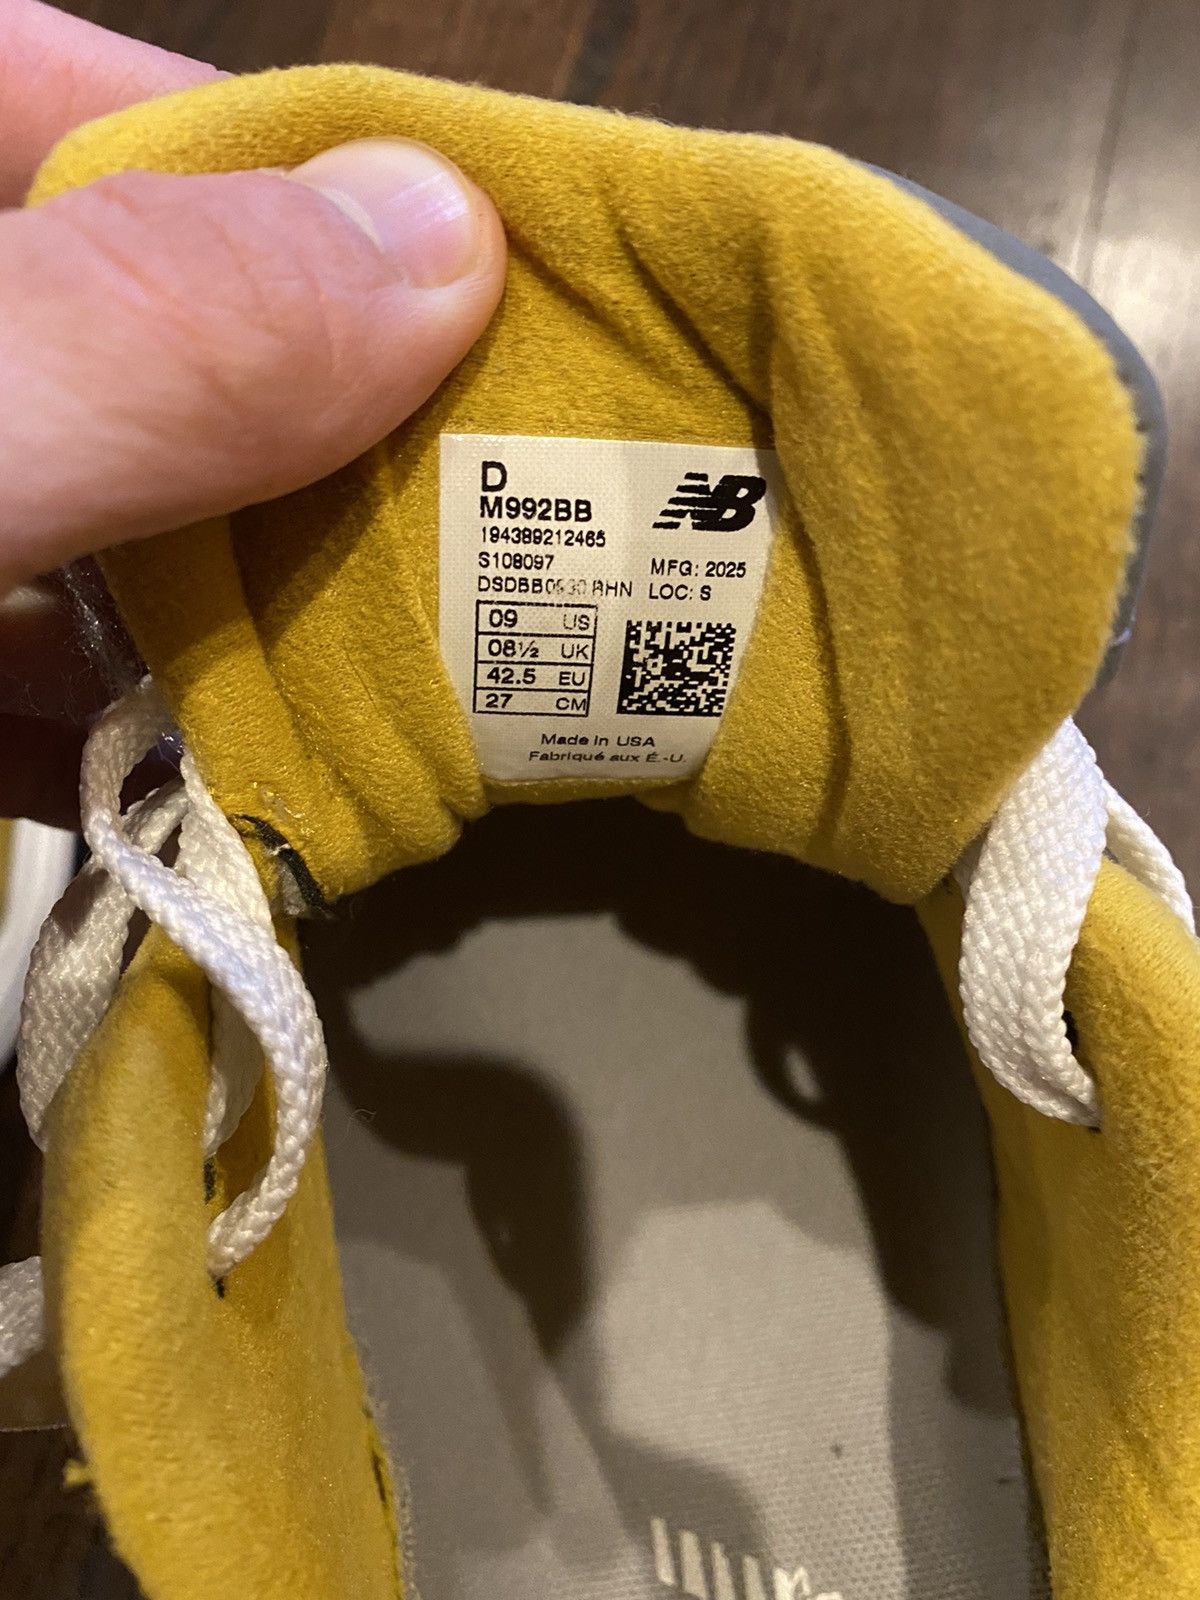 D
M992BB
194389212465
S108097
MFG: 2025
LOC: S
09 US
08½ UK
42.5 EU
27 CM
Made in USA
Fabriqué aux É.-U.
NB